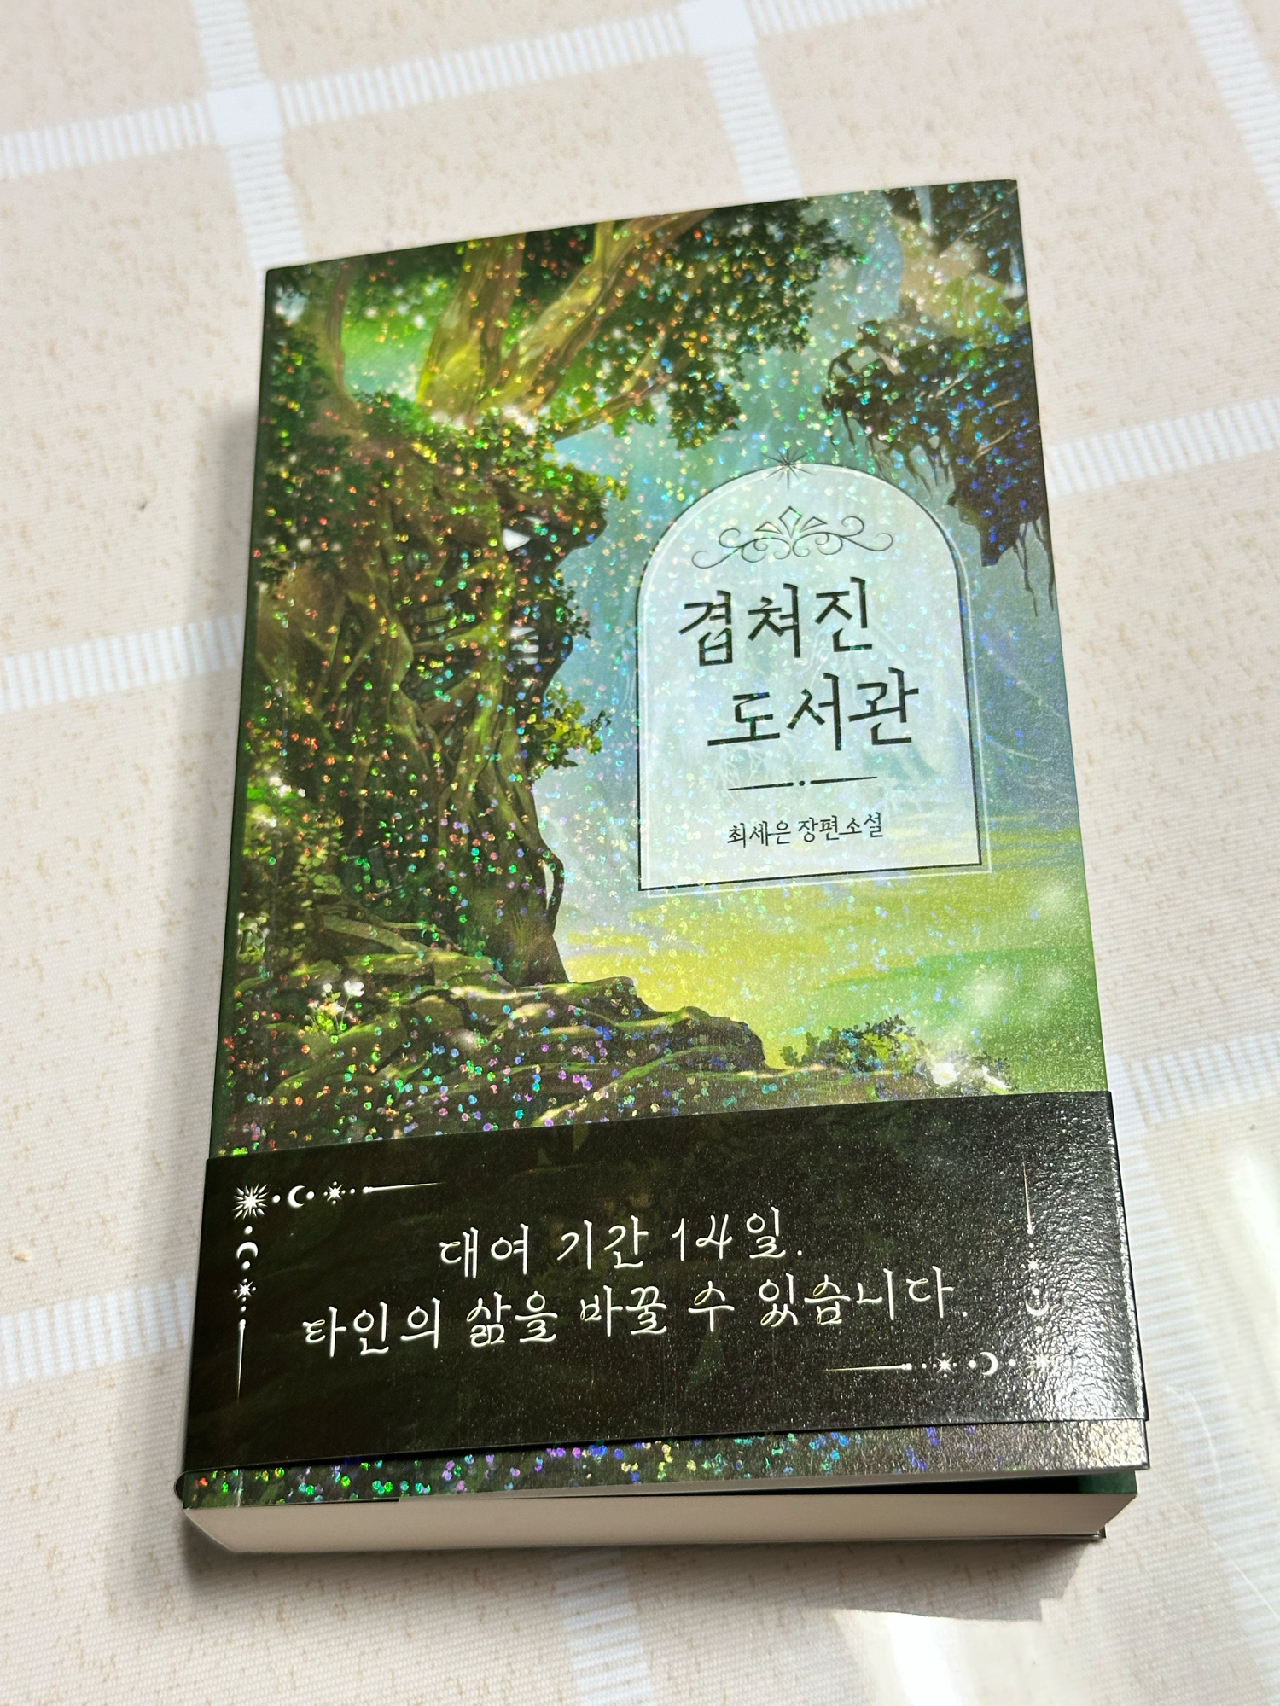 겹쳐진
도서관
최세은 장편소설
대여 기간 14일.
타인의 삶을 바꿀 수 있습니다.